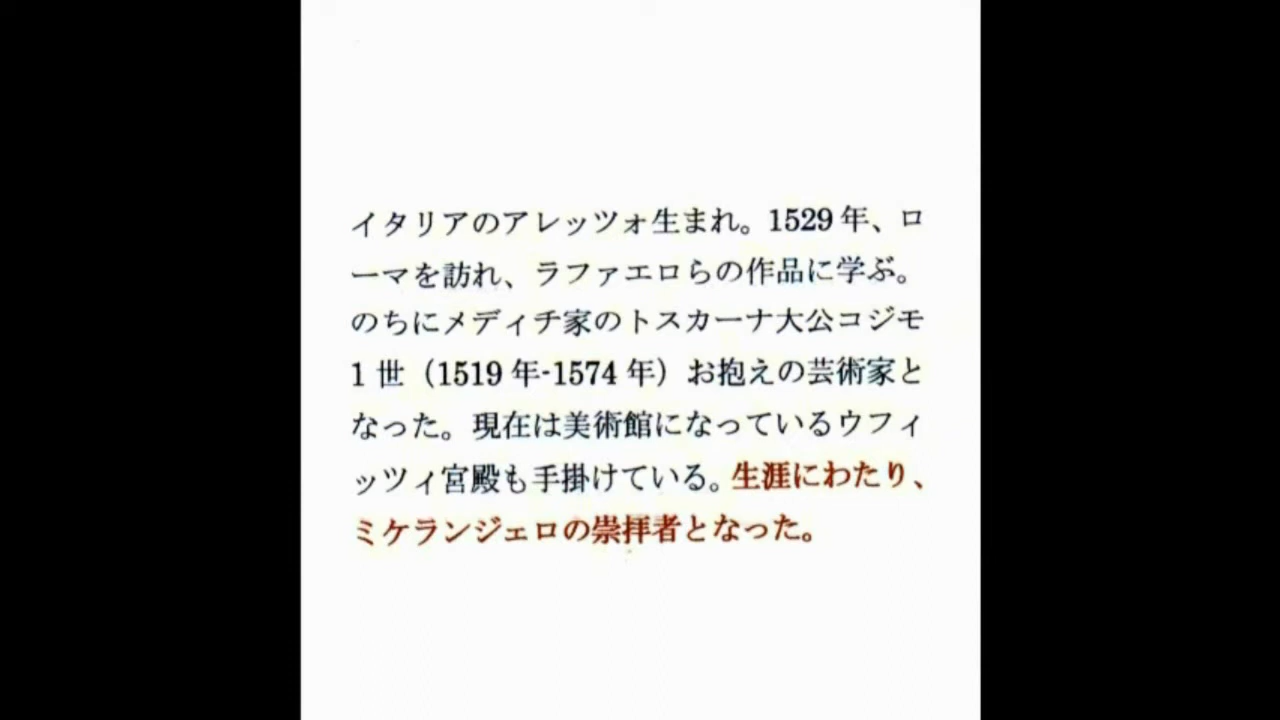 イタリアのアレッツォ生まれ。1529年、ロ
ーマを訪れ、ラファエロらの作品に学ぶ。
のちにメディチ家のトスカーナ大公コジモ
1世（1519年-1574年）お抱えの芸術家と
なった。現在は美術館になっているウフィ
ッツィ宮殿も手掛けている。生涯にわたり、
ミケランジェロの崇拝者となった。